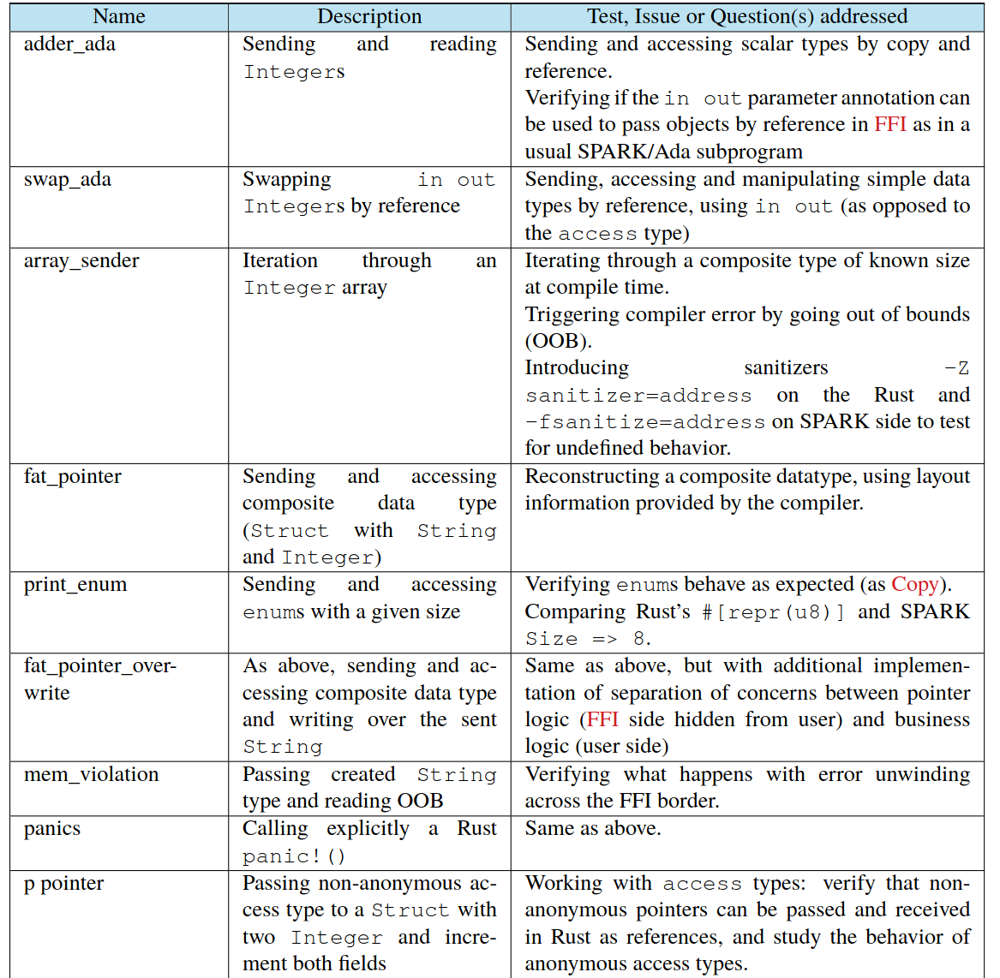 Name Description Test, Issue or Question(s) addressed
adder_ada Sending and reading Sending and accessing scalar types by copy and
Integers reference.
Verifying if the in out parameter annotation can
be used to pass objects by reference in FFI as in a
usual SPARK/Ada subprogram
swap_ada Swapping in out Sending, accessing and manipulating simple data
Integers by reference types by reference, using in out (as opposed to
the access type)
array_sender Iteration through an Iterating through a composite type of known size
Integer array at compile time.
Triggering compiler error by going out of bounds
(OOB).
Introducing sanitizers -Z
sanitizer=address on the Rust and
-fsanitize=address on SPARK side to test
for undefined behavior.
fat_pointer Sending and accessing Reconstructing a composite datatype, using layout
composite data type information provided by the compiler.
(Struct with String
and Integer)
print_enum Sending and accessing Verifying enums behave as expected (as Copy).
enums with a given size Comparing Rust's #[repr(u8)] and SPARK
Size => 8.
fat_pointer_over- As above, sending and ac- Same as above, but with additional implemen-
write cessing composite data type tation of separation of concerns between pointer
and writing over the sent logic (FFI side hidden from user) and business
String logic (user side)
mem_violation Passing created String Verifying what happens with error unwinding
type and reading OOB across the FFI border.
panics Calling explicitly a Rust Same as above.
panic!()
p pointer Passing non-anonymous ac- Working with access types: verify that non-
cess type to a Struct with anonymous pointers can be passed and received
two Integer and incre- in Rust as references, and study the behavior of
ment both fields anonymous access types.